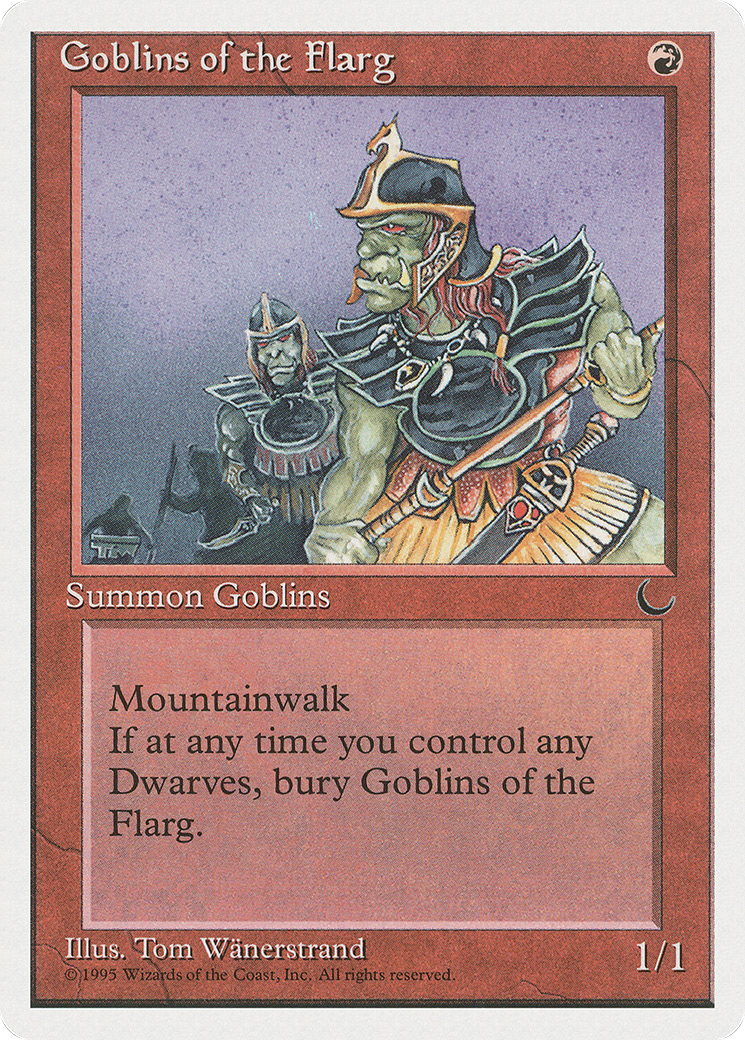 Goblins of the Flarg
Summon Goblins
Mountainwalk
If at any time you control any
Dwarves, bury Goblins of the
Flarg.
Illus. Tom Wänerstrand
1/1
© 1995 Wizards of the Coast, Inc. All rights reserved.